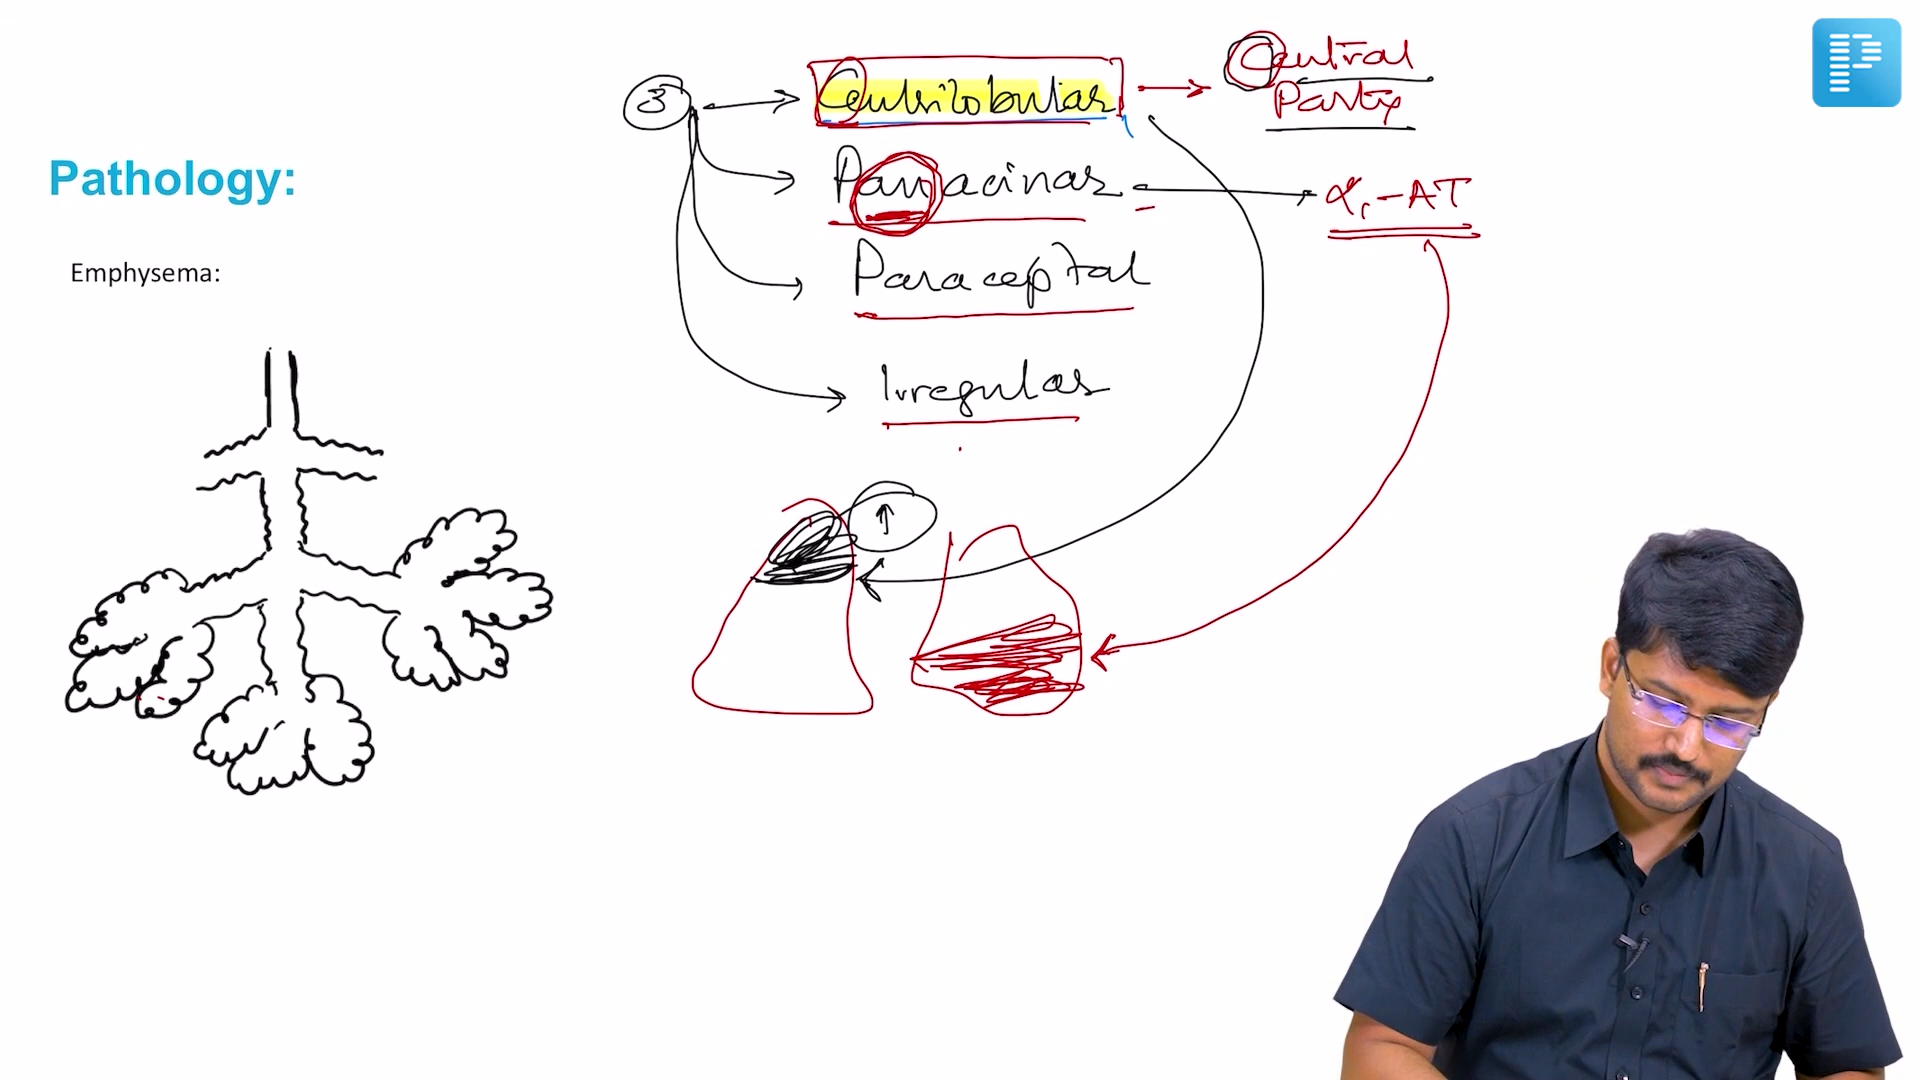 Pathology:
Emphysema:
3
Centrilobular
Central
Party
Panacinar
α1-AT
Paraceptal
Irregular
↑
P